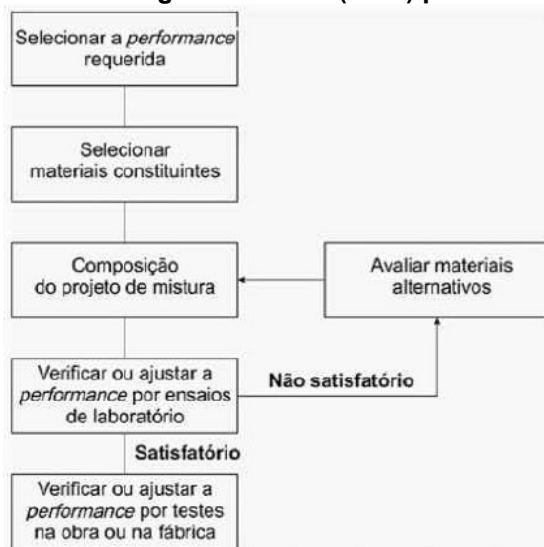 Selecionar a performance
requerida
Selecionar
materiais constituintes
Composição
do projeto de mistura
Avaliar materiais
alternativos
Verificar ou ajustar a
performance por ensaios
de laboratório
Não satisfatório
Satisfatório
Verificar ou ajustar a
performance por testes
na obra ou na fábrica